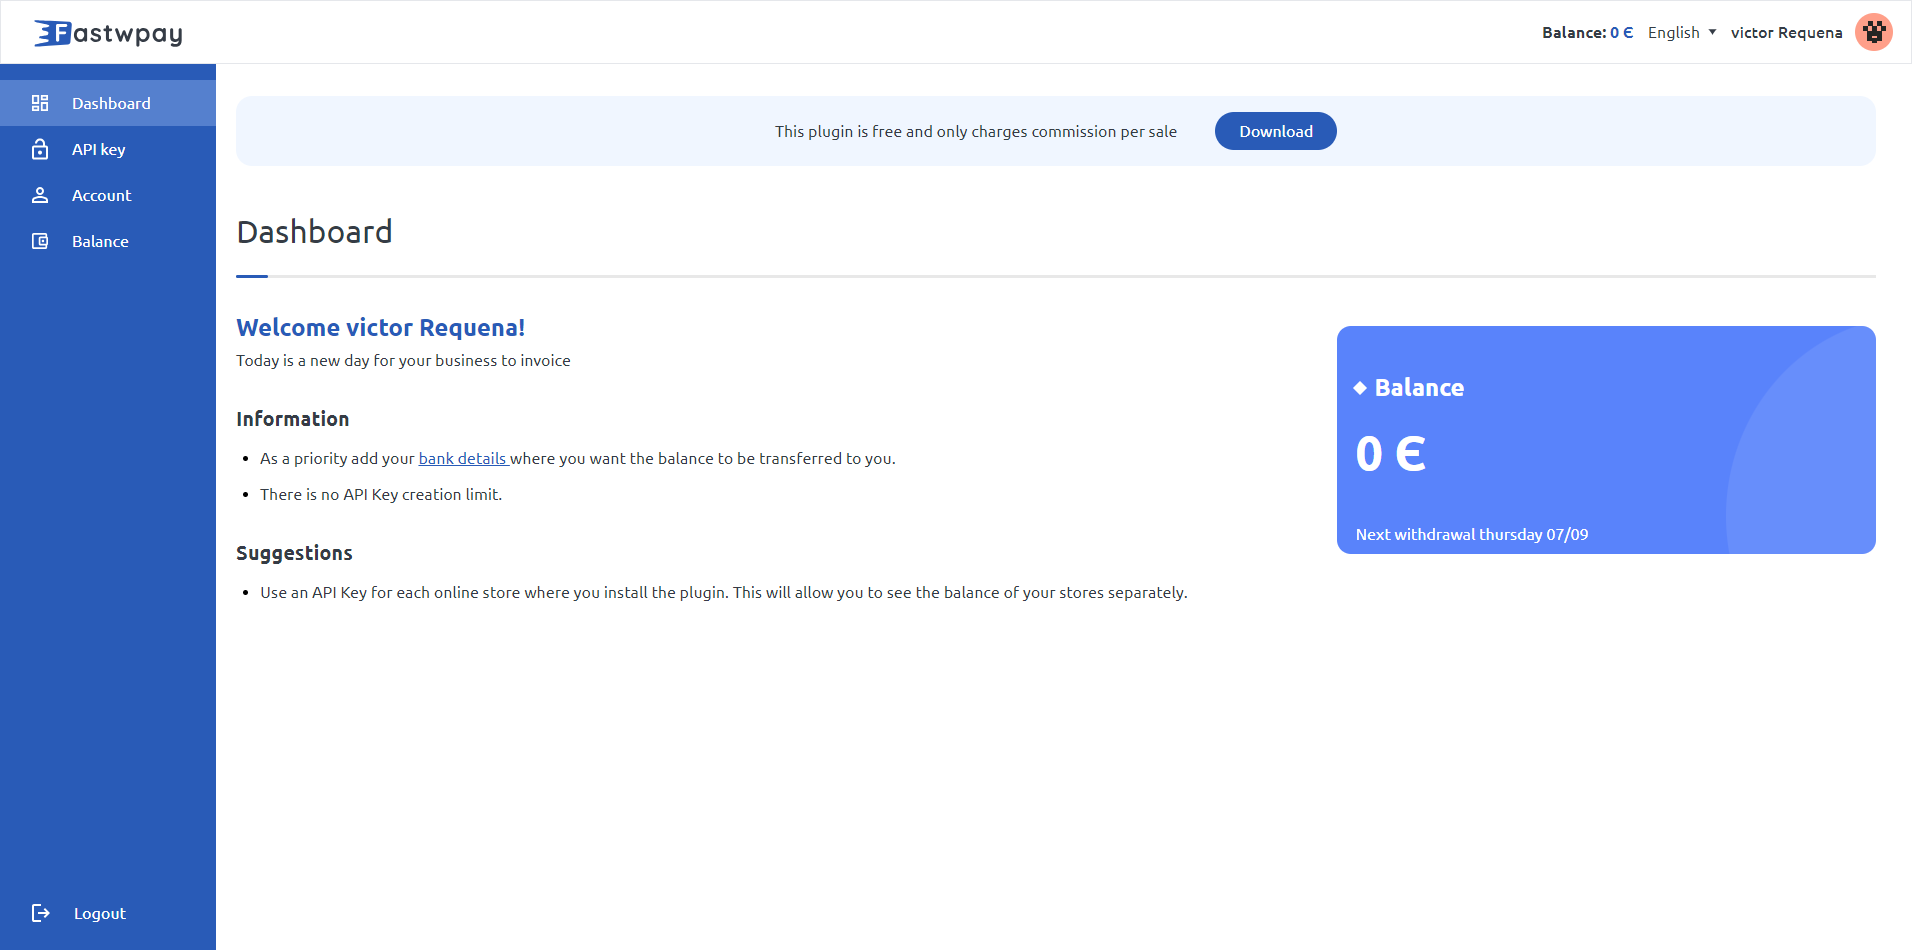 Fastwpay
Balance: 0 €
English
victor Requena
Dashboard
API key
Account
Balance
Logout
This plugin is free and only charges commission per sale
Download
Dashboard
Welcome victor Requena!
Today is a new day for your business to invoice
Information
As a priority add your bank details where you want the balance to be transferred to you.
There is no API Key creation limit.
Suggestions
Use an API Key for each online store where you install the plugin. This will allow you to see the balance of your stores separately.
Balance
0 €
Next withdrawal thursday 07/09